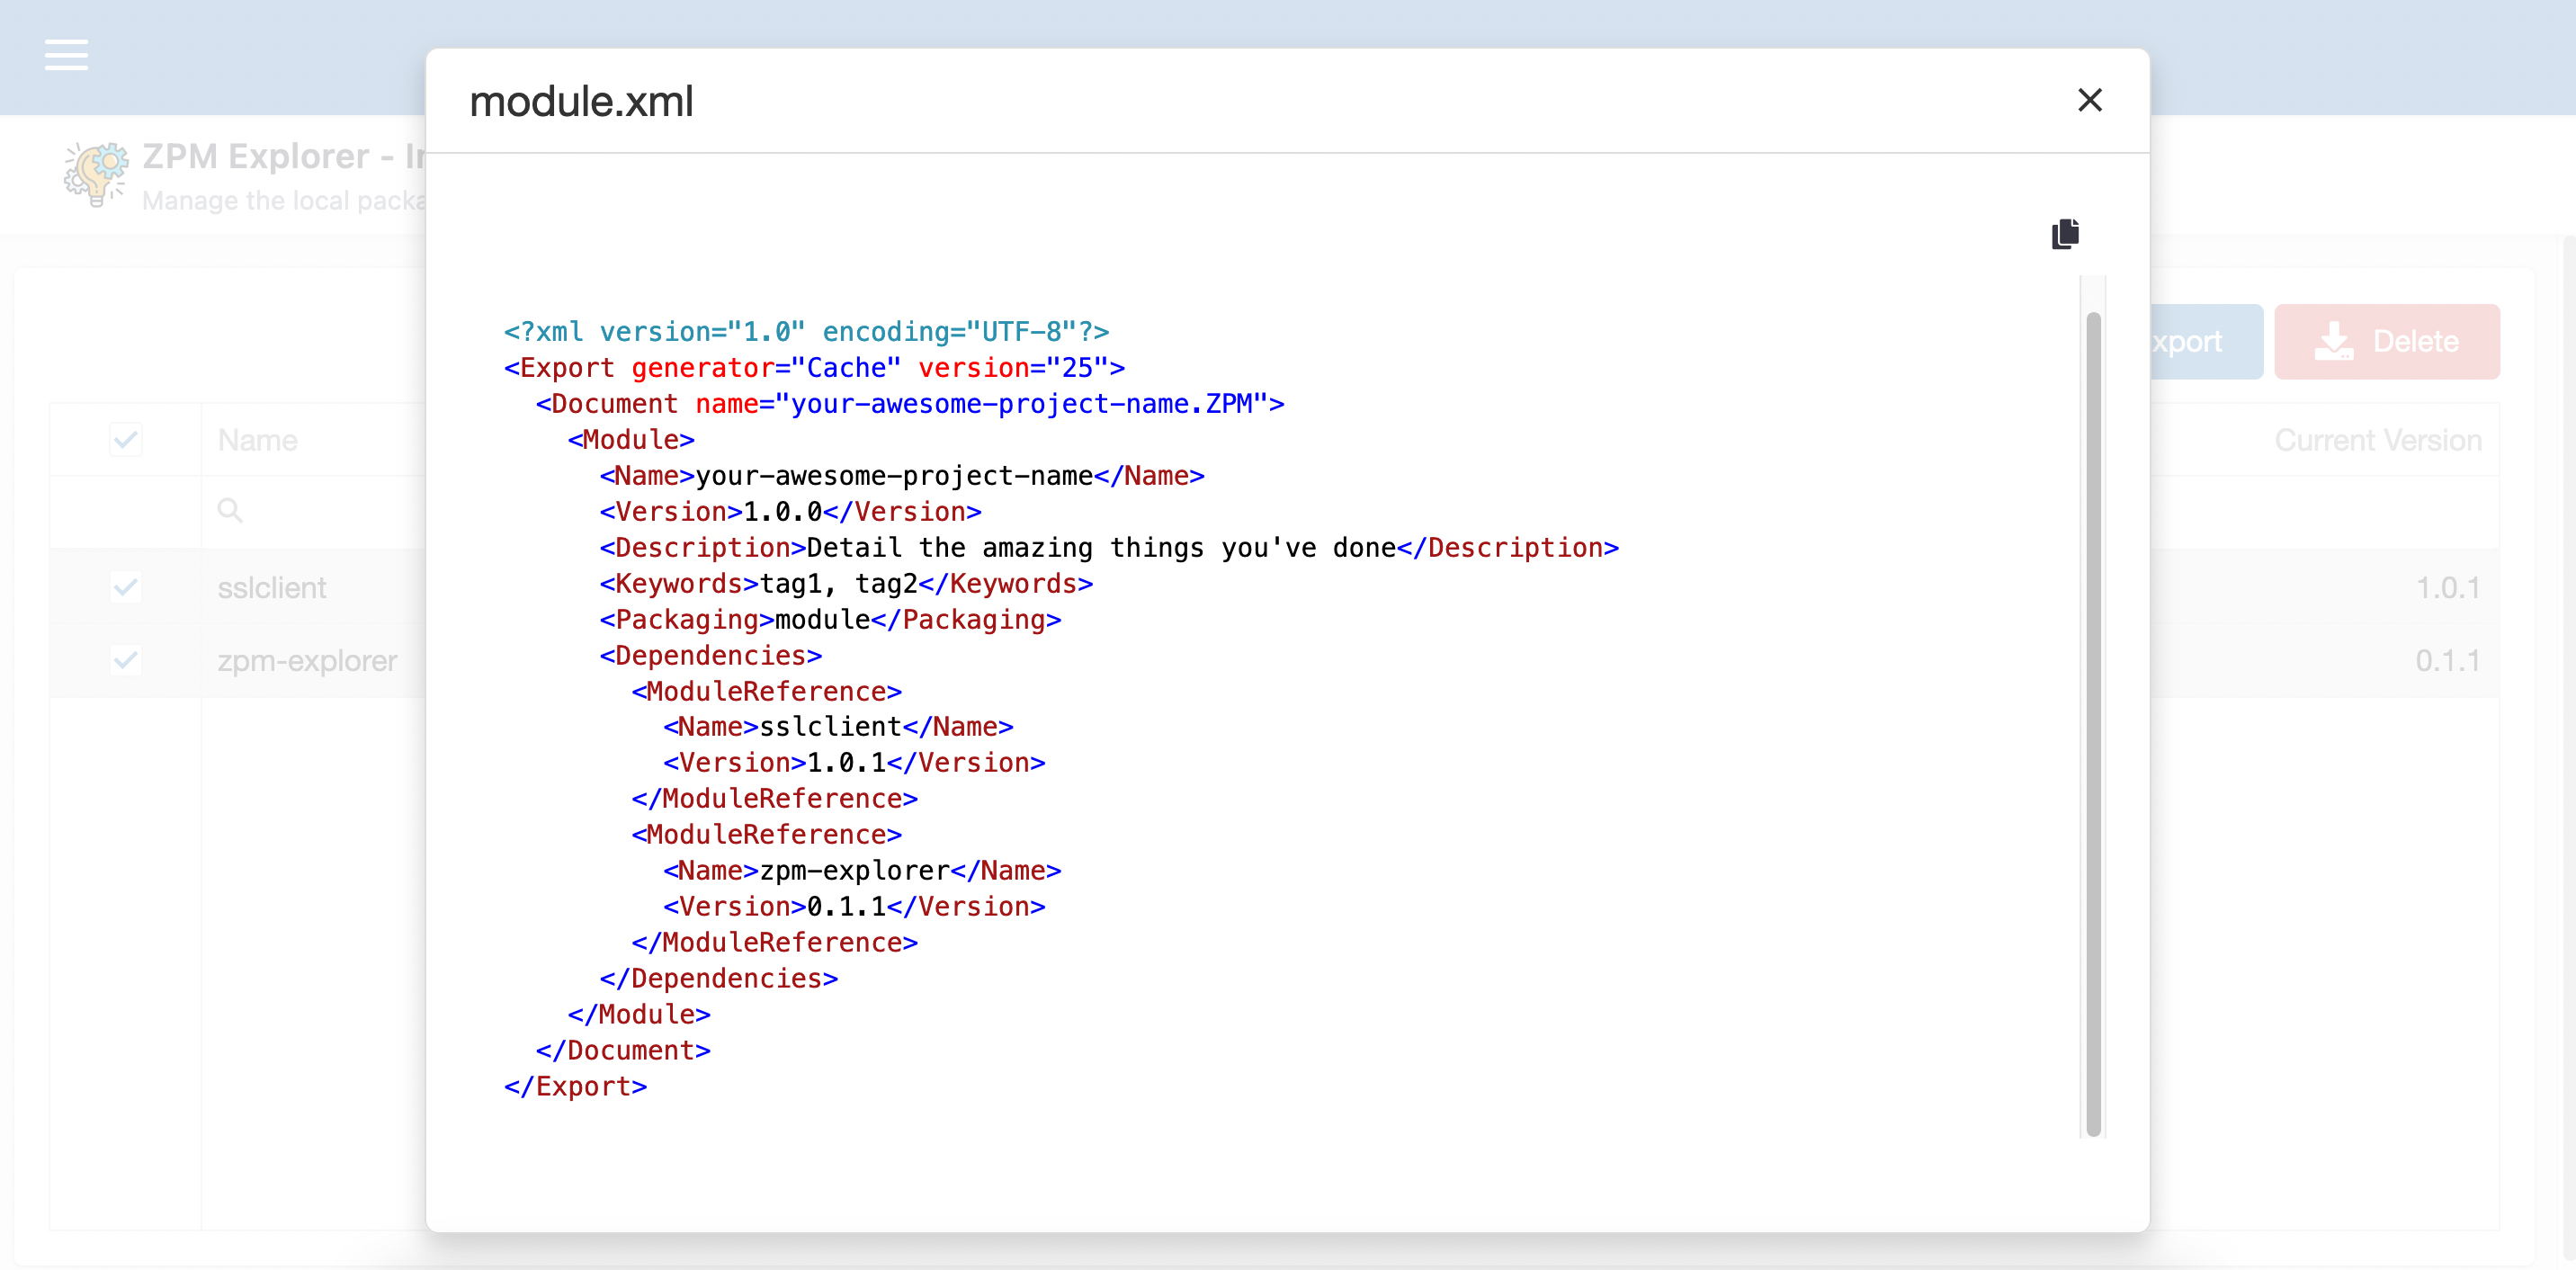 module.xml
ZPM Explorer - In
Manage the local packa
<?xml version="1.0" encoding="UTF-8"?>
<Export generator="Cache" version="25">
  <Document name="your-awesome-project-name.ZPM">
    <Module>
      <Name>your-awesome-project-name</Name>
      <Version>1.0.0</Version>
      <Description>Detail the amazing things you've done</Description>
      <Keywords>tag1, tag2</Keywords>
      <Packaging>module</Packaging>
      <Dependencies>
        <ModuleReference>
          <Name>sslclient</Name>
          <Version>1.0.1</Version>
        </ModuleReference>
        <ModuleReference>
          <Name>zpm-explorer</Name>
          <Version>0.1.1</Version>
        </ModuleReference>
      </Dependencies>
    </Module>
  </Document>
</Export>
xport
Delete
Name
Current Version
sslclient
1.0.1
zpm-explorer
0.1.1